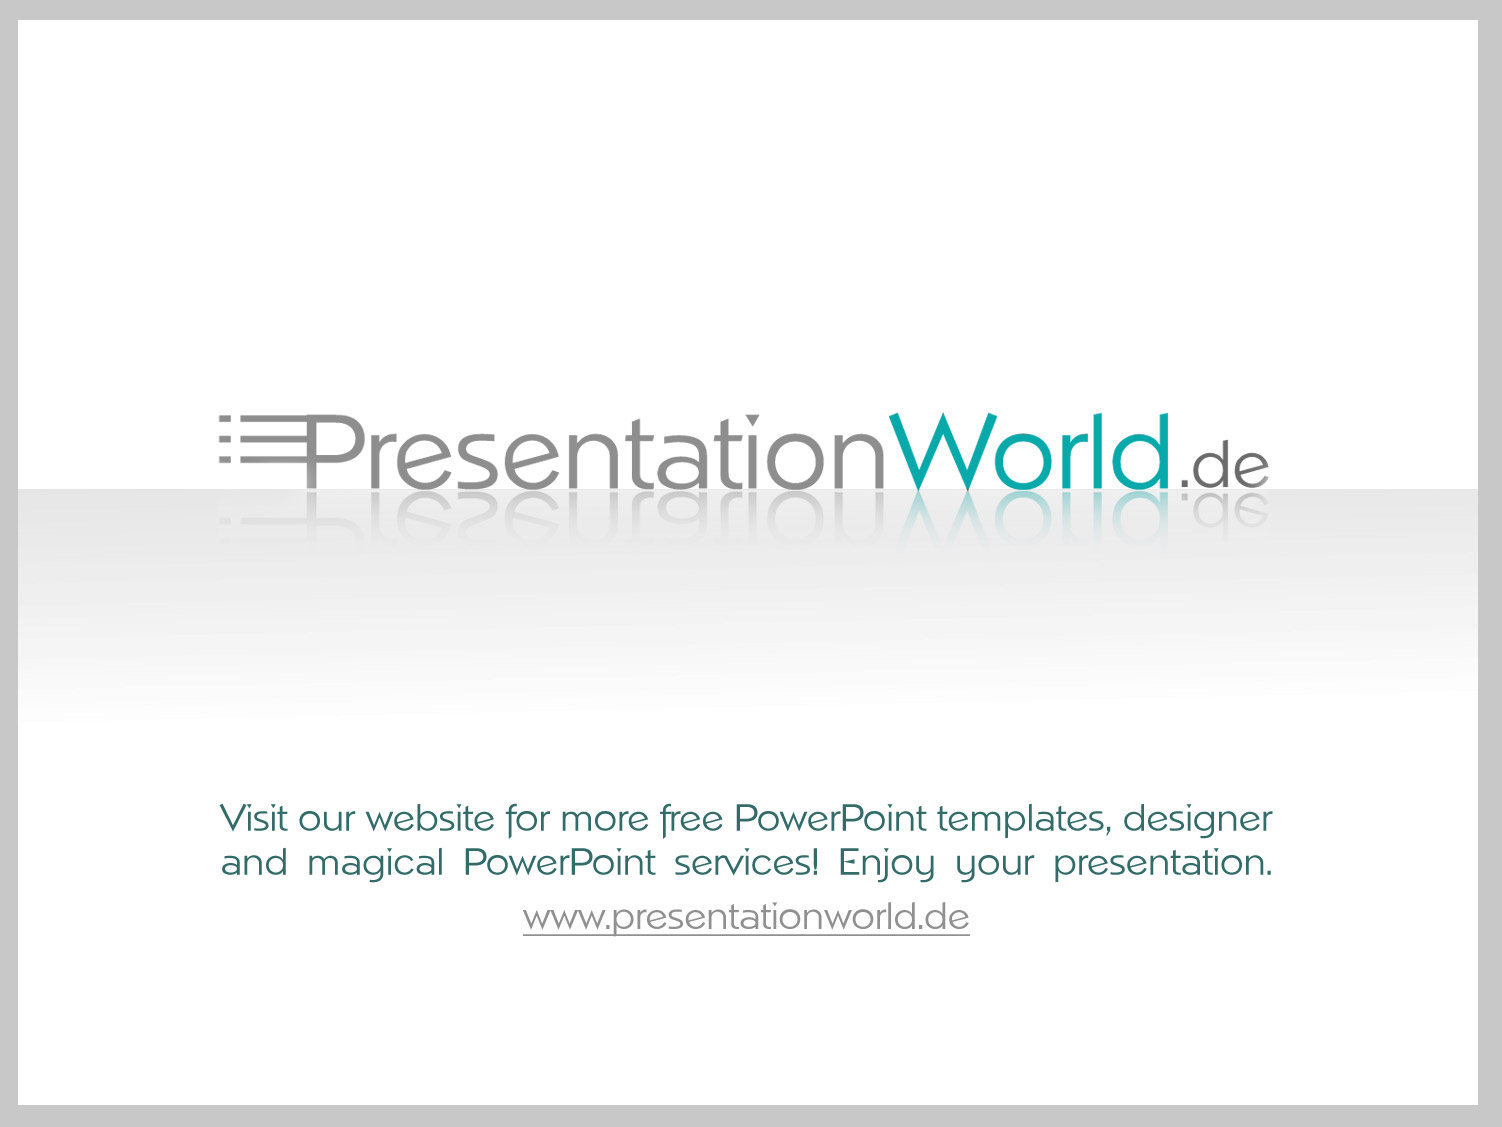 PresentationWorld.de
Visit our website for more free PowerPoint templates, designer
and magical PowerPoint services! Enjoy your presentation.
www.presentationworld.de